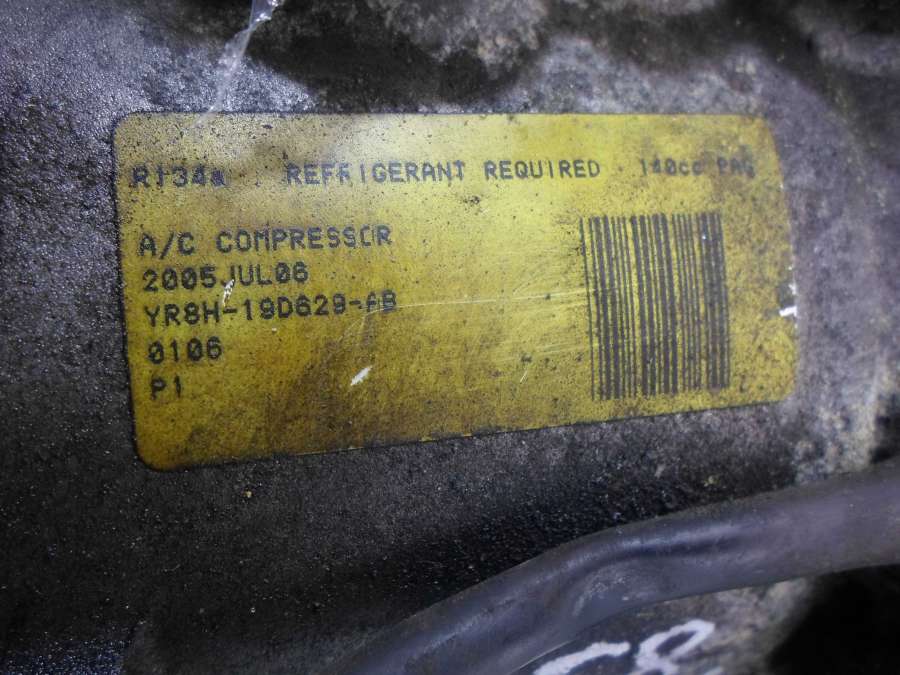 R134a REFRIGERANT REQUIRED 140cc PAG
A/C COMPRESSOR
2005JUL06
YR8H-19D629-AB
0106
P1